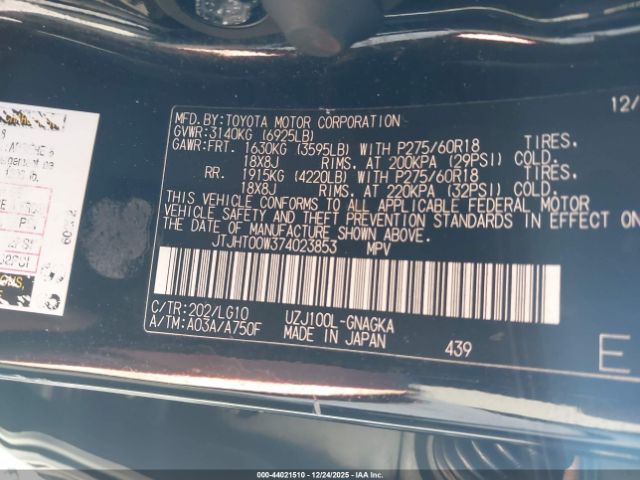 MFD.BY:TOYOTA MOTOR CORPORATION 12/
GVWR:3140KG (6925LB)
GAWR:FRT. 1630KG (3595LB) WITH P275/60R18 TIRES.
18X8J RIMS. AT 200KPA (29PSI) COLD.
RR. 1915KG (4220LB) WITH P275/60R18 TIRES.
18X8J RIMS. AT 220KPA (32PSI) COLD.
THIS VEHICLE CONFORMS TO ALL APPLICABLE FEDERAL MOTOR
VEHICLE SAFETY AND THEFT PREVENTION STANDARDS IN EFFECT ON
THE DATE OF MANUFACTURE SHOWN ABOVE.
JTJHT00W374023853 MPV
C/TR:202/LG10 UZJ100L-GNAGKA
A/TM:A03A/A750F MADE IN JAPAN 439 E
000-44021510 - 12/24/2025 - IAAI.CA